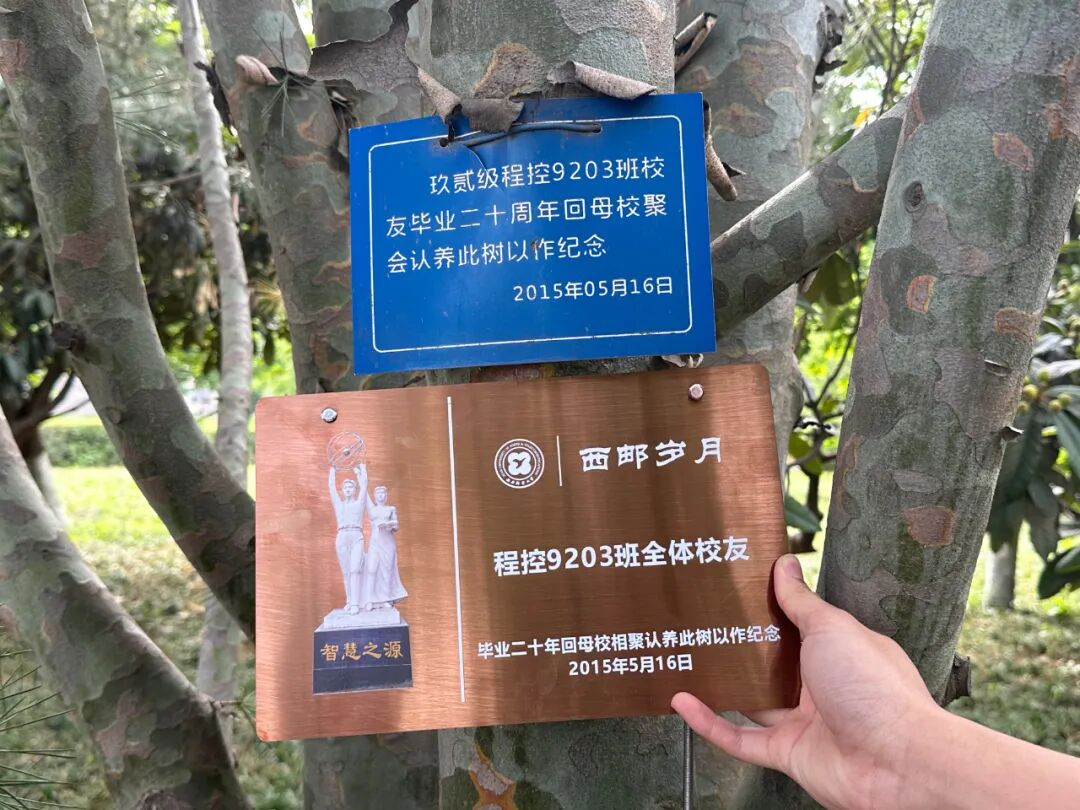 玖贰级程控9203班校
友毕业二十周年回母校聚
会认养此树以作纪念
2015年05月16日
西邮岁月
程控9203班全体校友
智慧之源
毕业二十年回母校相聚认养此树以作纪念
2015年5月16日